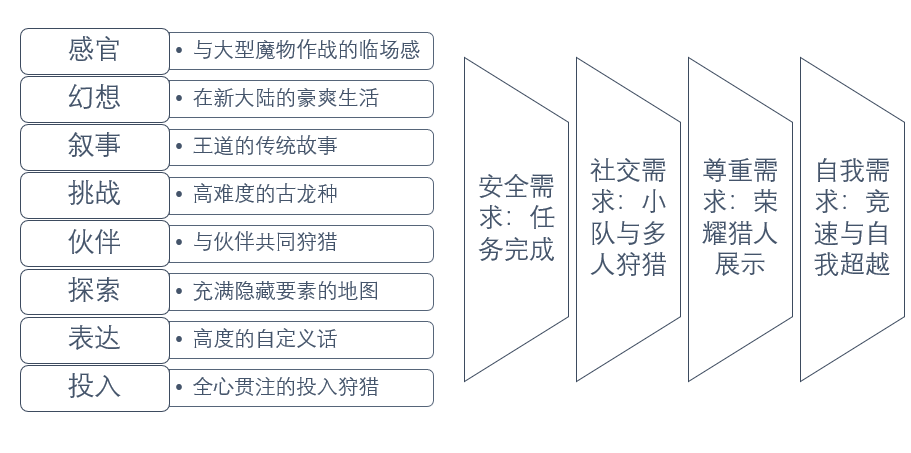 感官
• 与大型魔物作战的临场感
幻想
• 在新大陆的豪爽生活
叙事
• 王道的传统故事
挑战
• 高难度的古龙种
伙伴
• 与伙伴共同狩猎
探索
• 充满隐藏要素的地图
表达
• 高度的自定义话
投入
• 全心贯注的投入狩猎
安全需
求：任
务完成
社交需
求：小
队与多
人狩猎
尊重需
求：荣
耀猎人
展示
自我需
求：竞
速与自
我超越